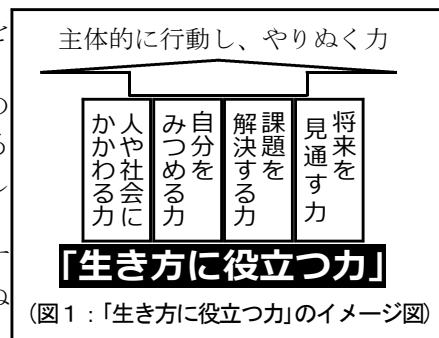 主体的に行動し、やりぬく力
人や社会に
かかわる力
自分を
みつめる力
課題を
解決する力
将来を
見通す力
「生き方に役立つ力」
(図1:「生き方に役立つ力」のイメージ図)